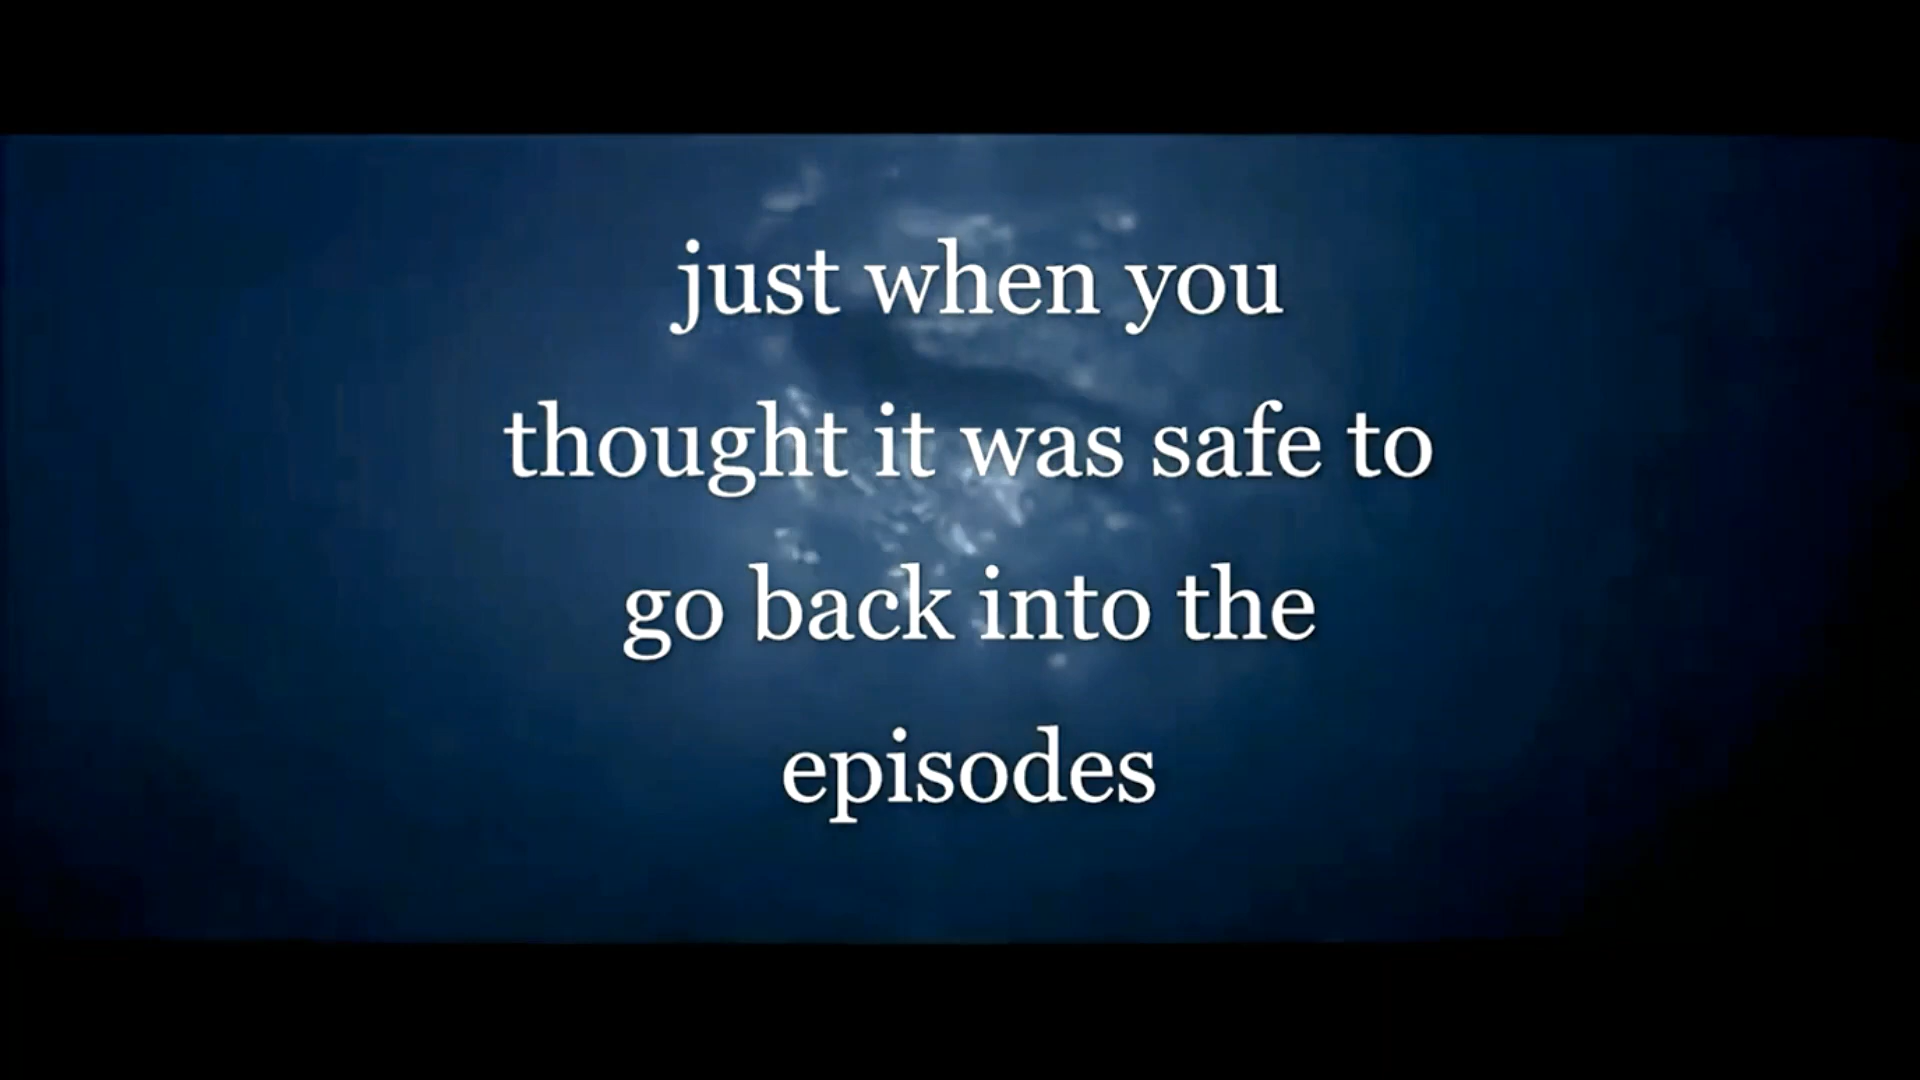 just when you
thought it was safe to
go back into the
episodes